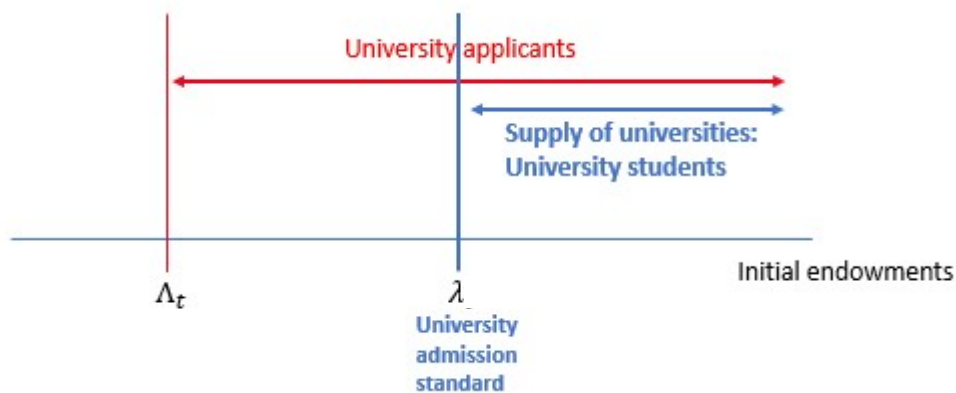 University applicants
Supply of universities:
University students
Initial endowments
Λₜ
λ
University
admission
standard